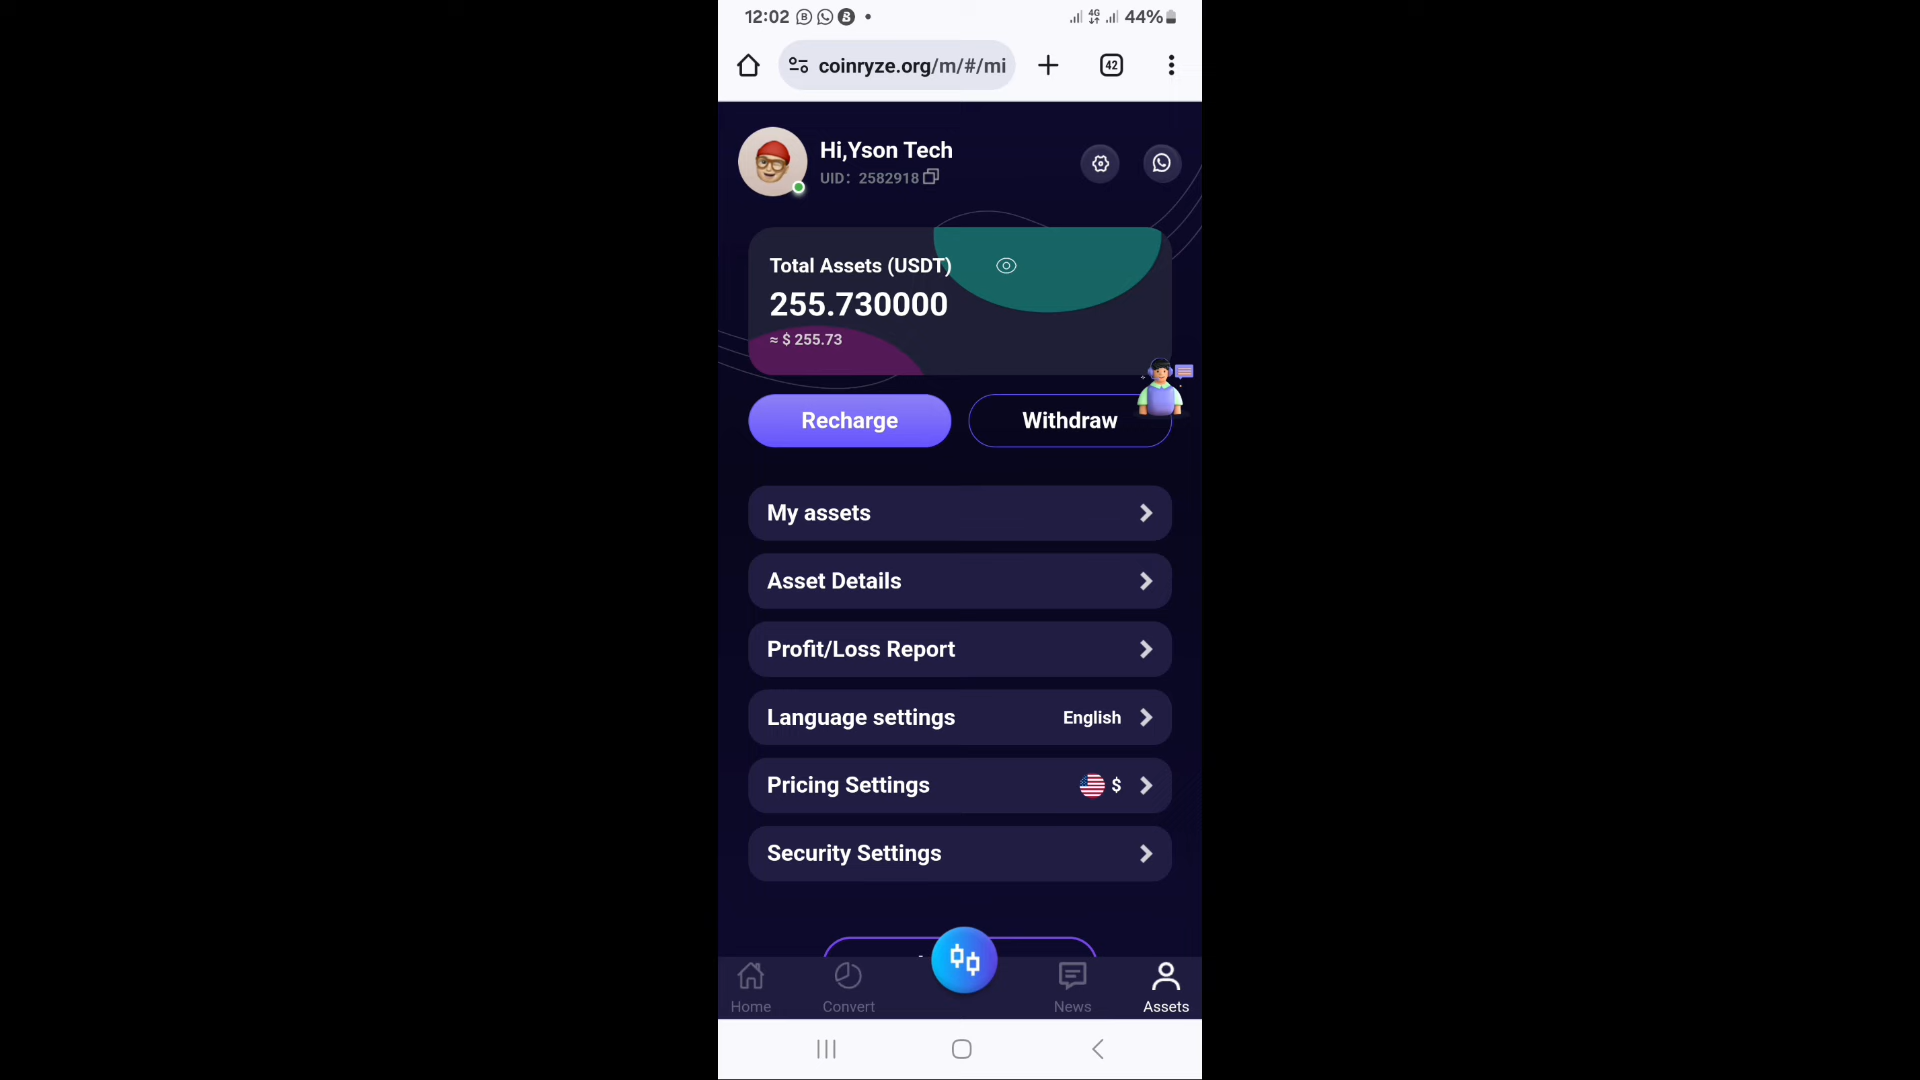 12:02 4G 44%
coinryze.org/m/#/mi 42
Hi,Yson Tech
UID: 2582918
Total Assets (USDT)
255.730000
≈ $ 255.73
Recharge Withdraw
My assets
Asset Details
Profit/Loss Report
Language settings English
Pricing Settings $
Security Settings
Home Convert News Assets